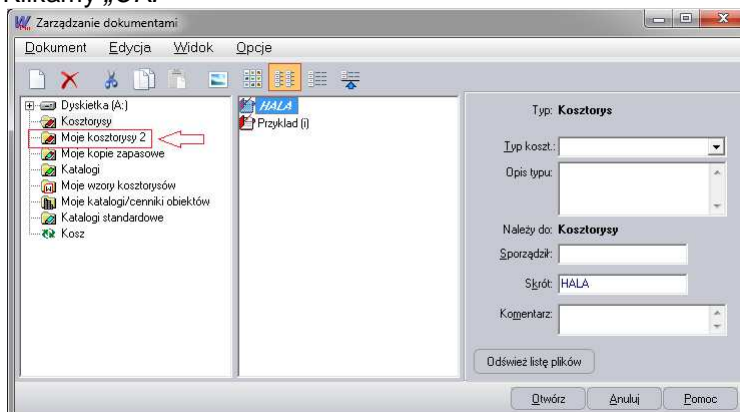 Zarządzanie dokumentami
Dokument Edycja Widok Opcje
Dyskietka (A:)
Kosztorysy
Moje kosztorysy 2
Moje kopie zapasowe
Katalogi
Moje wzory kosztorysów
Moje katalogi/cenniki obiektów
Katalogi standardowe
Kosz
HALA
Przyklad (i)
Typ: Kosztorys
Typ koszt.:
Opis typu:
Należy do: Kosztorysy
Sporządził:
Skrót: HALA
Komentarz:
Odśwież listę plików
Otwórz Anuluj Pomoc